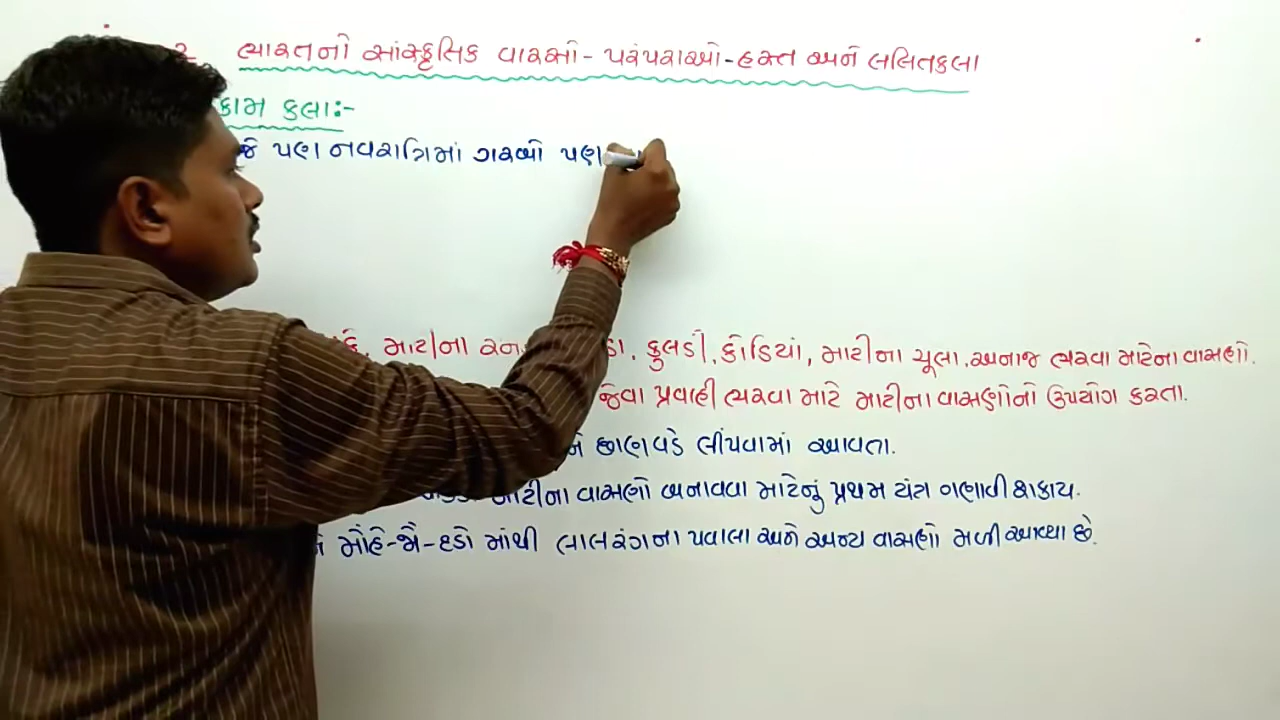 ૨ ભારતનો સાંસ્કૃતિક વારસો - પરંપરાઓ - હસ્ત અને લલિતકલા
કામ કલા:-
જે પણ નવરાત્રિમાં ગરબો પણ
માટીના ફુલડી, કોડિયાં, માટીના ચૂલા, અનાજ ભરવા માટેના વાસણો.
જેવા પ્રવાહી ભરવા માટે માટીના વાસણોનો ઉપયોગ કરતા.
છાણ વડે લીંપવામાં આવતા.
માટીના વાસણો બનાવવા માટેનું પ્રથમ યંત્ર ગણાવી શકાય.
મોહે-જો-દડો માંથી લાલરંગના પવાલા અને અન્ય વાસણો મળી આવ્યા છે.